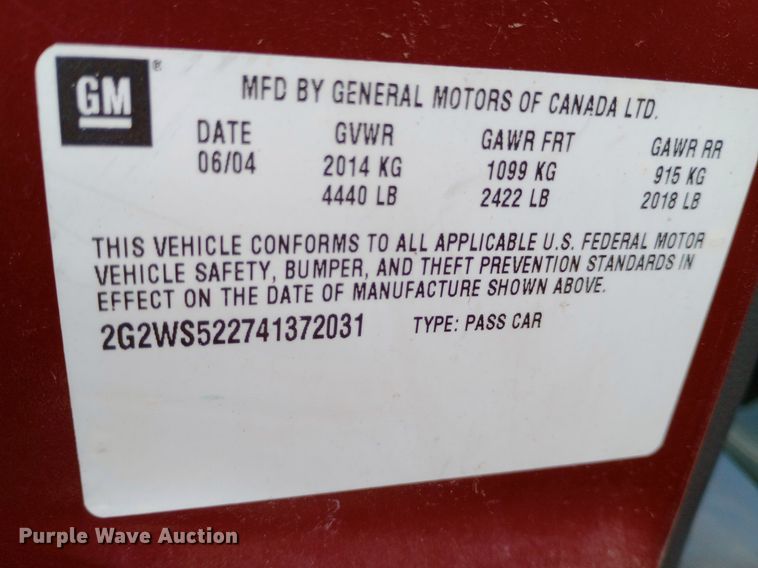 GM ®
MFD BY GENERAL MOTORS OF CANADA LTD.
DATE GVWR GAWR FRT GAWR RR
06/04 2014 KG 1099 KG 915 KG
4440 LB 2422 LB 2018 LB
THIS VEHICLE CONFORMS TO ALL APPLICABLE U.S. FEDERAL MOTOR
VEHICLE SAFETY, BUMPER, AND THEFT PREVENTION STANDARDS IN
EFFECT ON THE DATE OF MANUFACTURE SHOWN ABOVE.
2G2WS522741372031 TYPE: PASS CAR
Purple Wave Auction